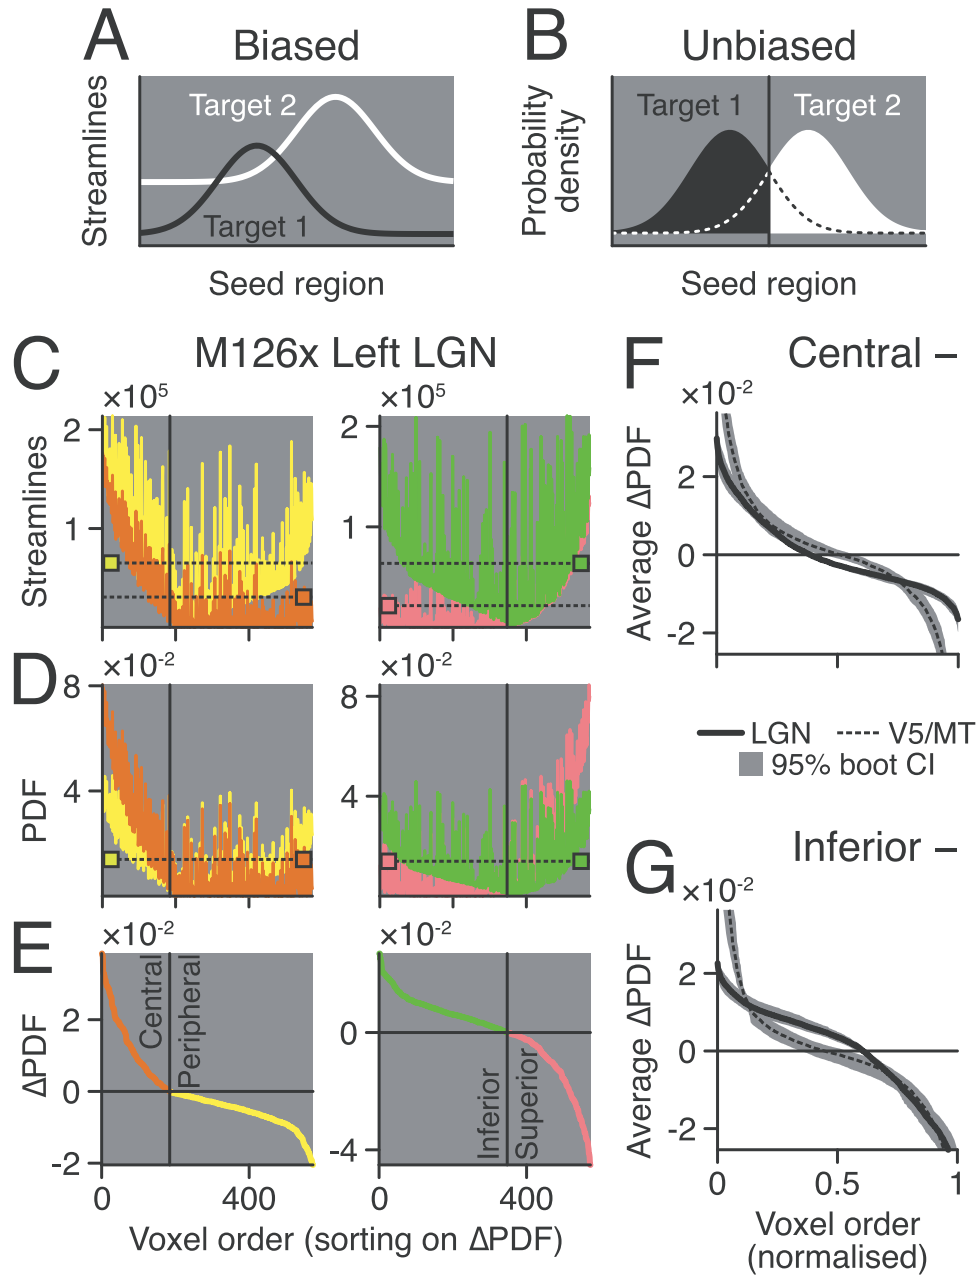 A
Biased
Streamlines
Target 2
Target 1
Seed region
B
Unbiased
Probability
density
Target 1
Target 2
Seed region
C
M126x Left LGN
×10⁵
×10⁵
Streamlines
2
1
2
1
D
×10⁻²
×10⁻²
PDF
8
4
8
4
E
×10⁻²
×10⁻²
ΔPDF
2
0
-2
Central
Peripheral
0
-4
Inferior
Superior
0
400
0
400
Voxel order (sorting on ΔPDF)
F
Central –
×10⁻²
Average ΔPDF
2
0
-2
LGN
V5/MT
95% boot CI
G
Inferior –
×10⁻²
Average ΔPDF
2
0
-2
0
0.5
1
Voxel order
(normalised)